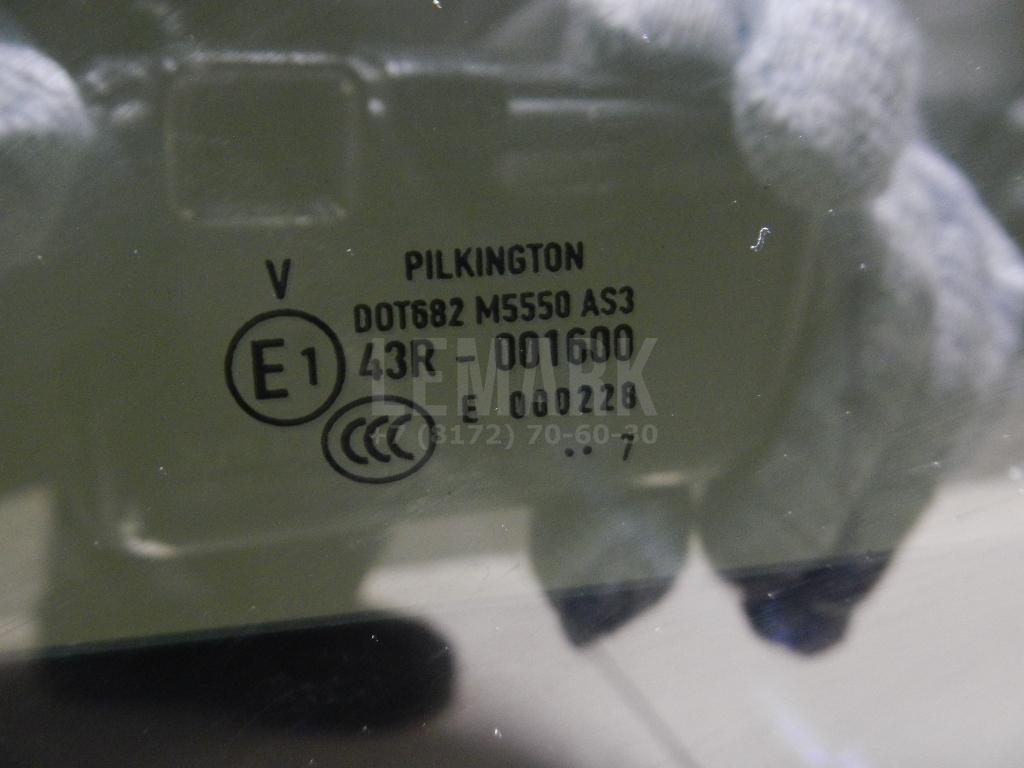 V
PILKINGTON
DOT682 M5550 AS3
E1 43R - 001600
CCC E 000228
•• 7
LEMARK
+7 (8172) 70-60-30